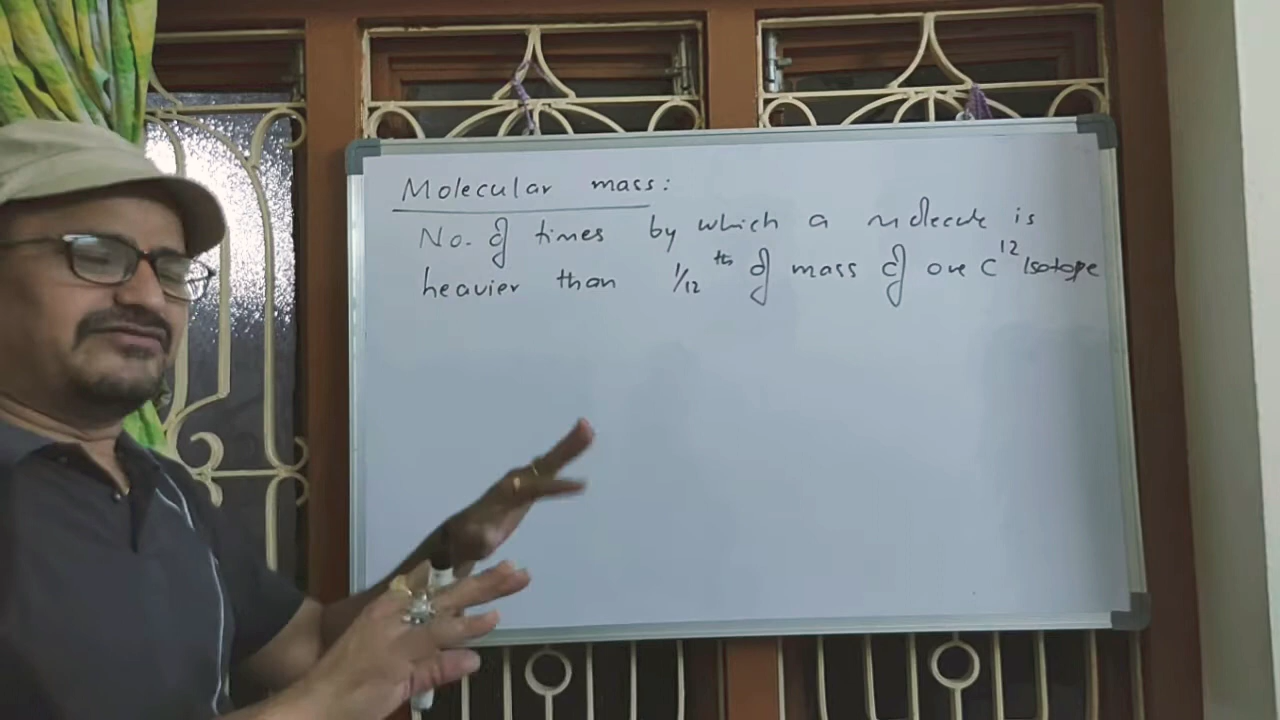 Molecular mass:
No. of times by which a molecule is
heavier than 1/12 th of mass of one C¹² Isotope